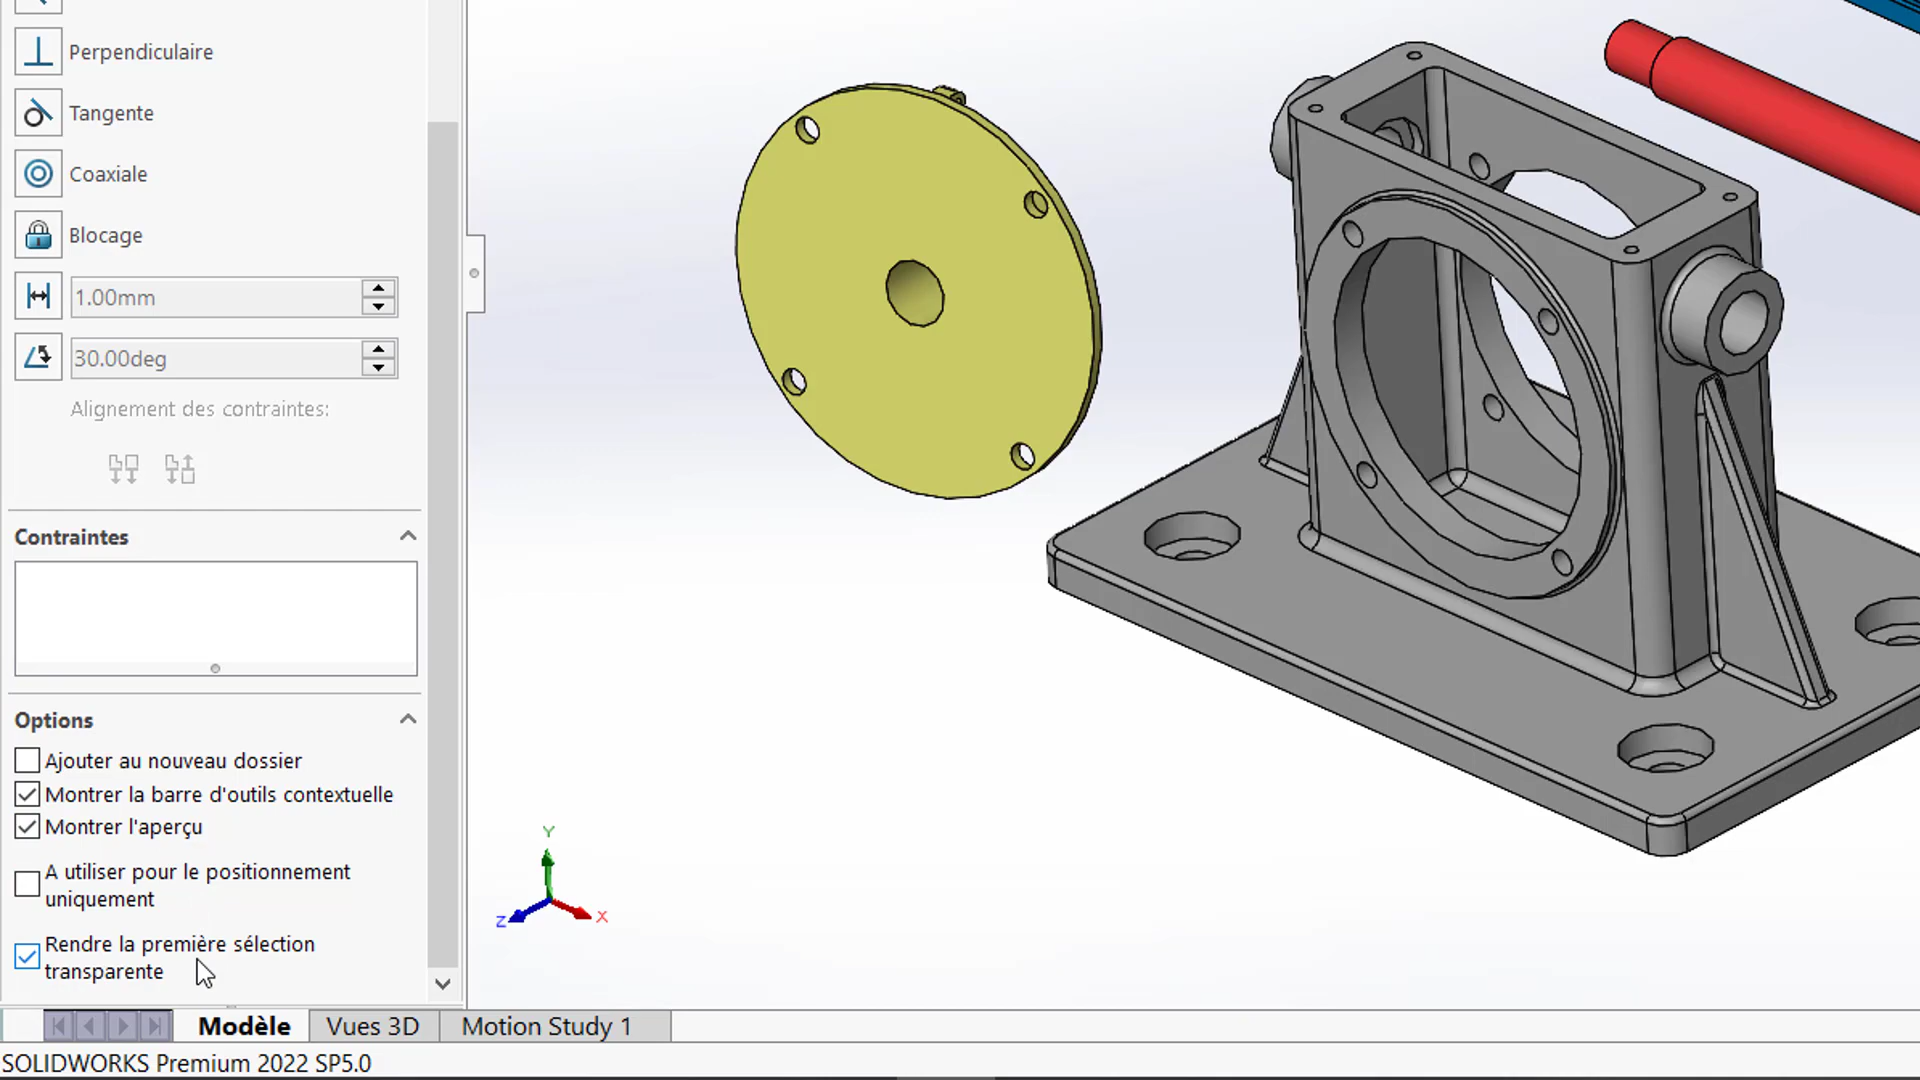 Perpendiculaire
Tangente
Coaxiale
Blocage
1.00mm
30.00deg
Alignement des contraintes:
Contraintes
Options
Ajouter au nouveau dossier
Montrer la barre d'outils contextuelle
Montrer l'aperçu
A utiliser pour le positionnement
uniquement
Rendre la première sélection
transparente
Y
Z
X
Modèle
Vues 3D
Motion Study 1
SOLIDWORKS Premium 2022 SP5.0